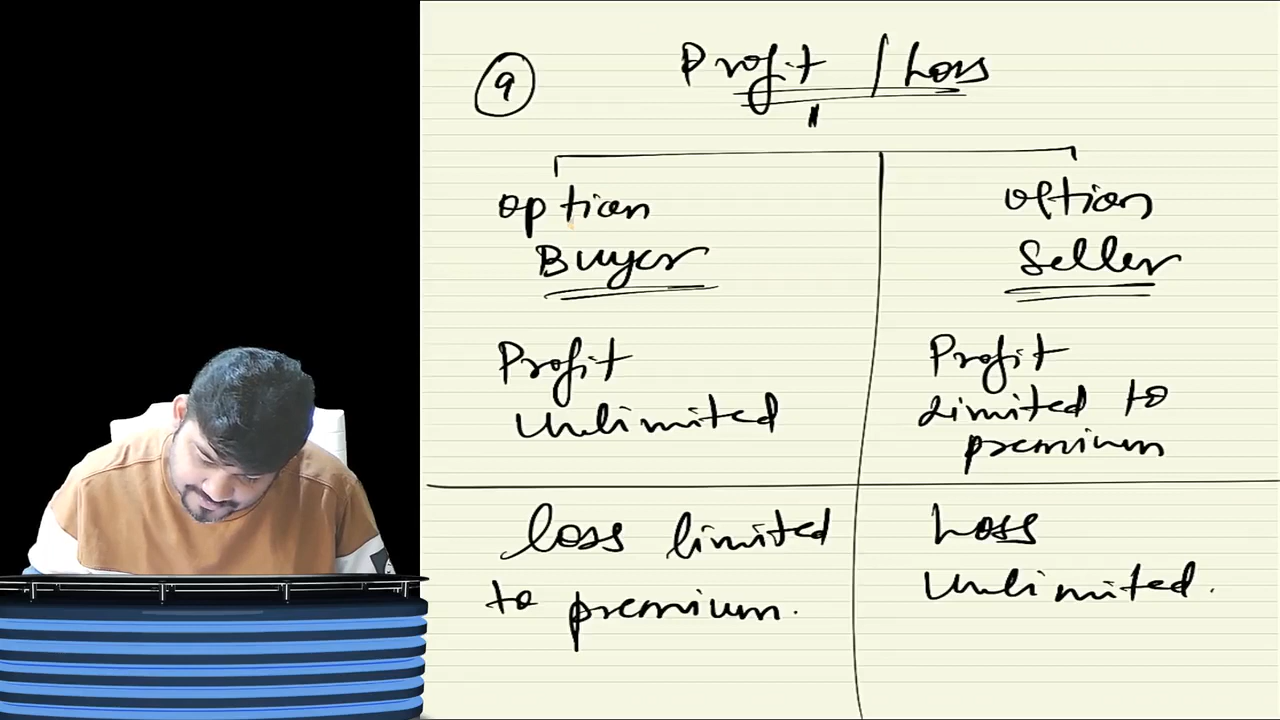 9
Profit / Loss
option
Buyer
Profit
Unlimited
loss limited
to premium.
option
Seller
Profit
Limited to
premium
Loss
Unlimited.